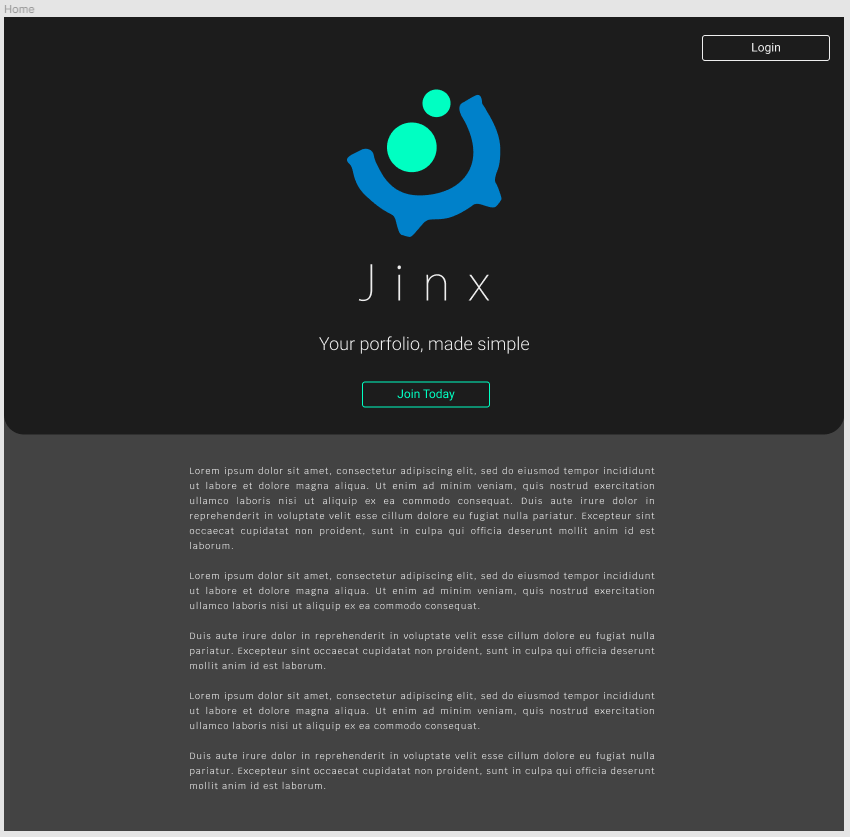 Home
Login
Jinx
Your porfolio, made simple
Join Today
Lorem ipsum dolor sit amet, consectetur adipiscing elit, sed do eiusmod tempor incididunt
ut labore et dolore magna aliqua. Ut enim ad minim veniam, quis nostrud exercitation
ullamco laboris nisi ut aliquip ex ea commodo consequat. Duis aute irure dolor in
reprehenderit in voluptate velit esse cillum dolore eu fugiat nulla pariatur. Excepteur sint
occaecat cupidatat non proident, sunt in culpa qui officia deserunt mollit anim id est
laborum.
Lorem ipsum dolor sit amet, consectetur adipiscing elit, sed do eiusmod tempor incididunt
ut labore et dolore magna aliqua. Ut enim ad minim veniam, quis nostrud exercitation
ullamco laboris nisi ut aliquip ex ea commodo consequat.
Duis aute irure dolor in reprehenderit in voluptate velit esse cillum dolore eu fugiat nulla
pariatur. Excepteur sint occaecat cupidatat non proident, sunt in culpa qui officia deserunt
mollit anim id est laborum.
Lorem ipsum dolor sit amet, consectetur adipiscing elit, sed do eiusmod tempor incididunt
ut labore et dolore magna aliqua. Ut enim ad minim veniam, quis nostrud exercitation
ullamco laboris nisi ut aliquip ex ea commodo consequat.
Duis aute irure dolor in reprehenderit in voluptate velit esse cillum dolore eu fugiat nulla
pariatur. Excepteur sint occaecat cupidatat non proident, sunt in culpa qui officia deserunt
mollit anim id est laborum.